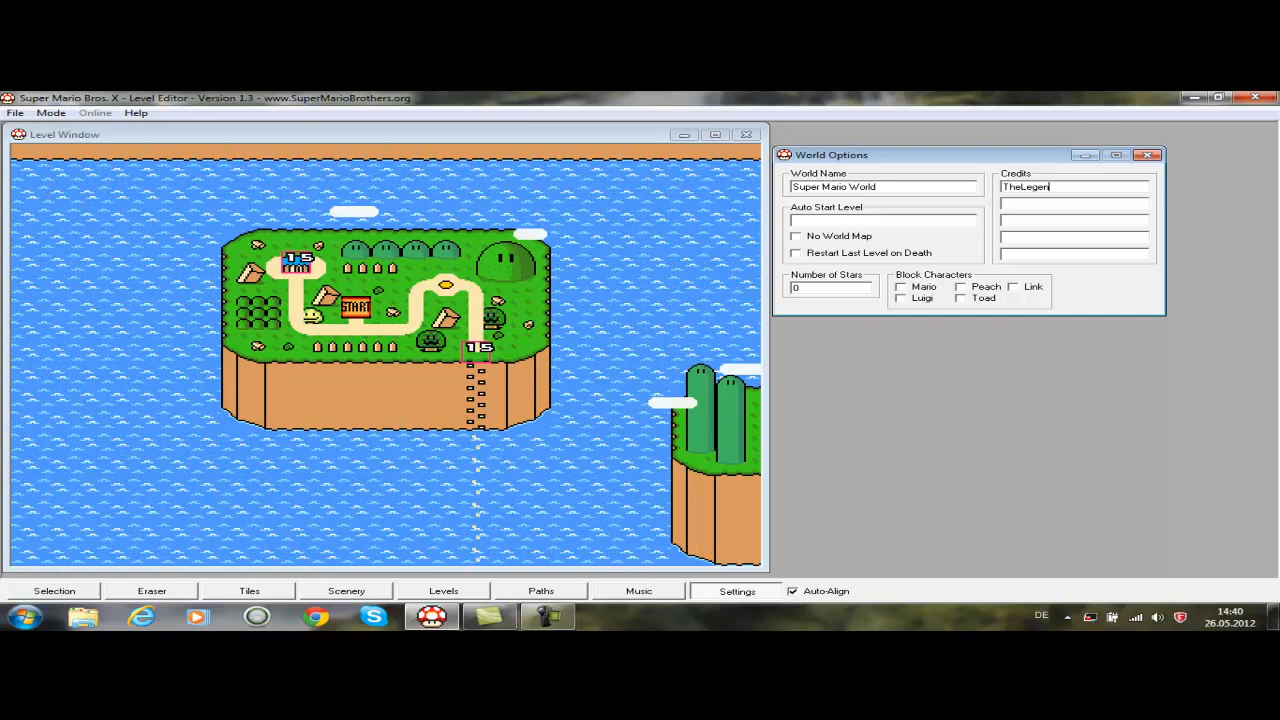 Super Mario Bros. X - Level Editor - Version 1.3 - www.SuperMarioBrothers.org
File Mode Online Help
Level Window
World Options
World Name
Super Mario World
Credits
TheLegen
Auto Start Level
No World Map
Restart Last Level on Death
Number of Stars
0
Block Characters
Mario Peach Link
Luigi Toad
15
START
15
Selection Eraser Tiles Scenery Levels Paths Music Settings Auto-Align
DE
14:40
26.05.2012